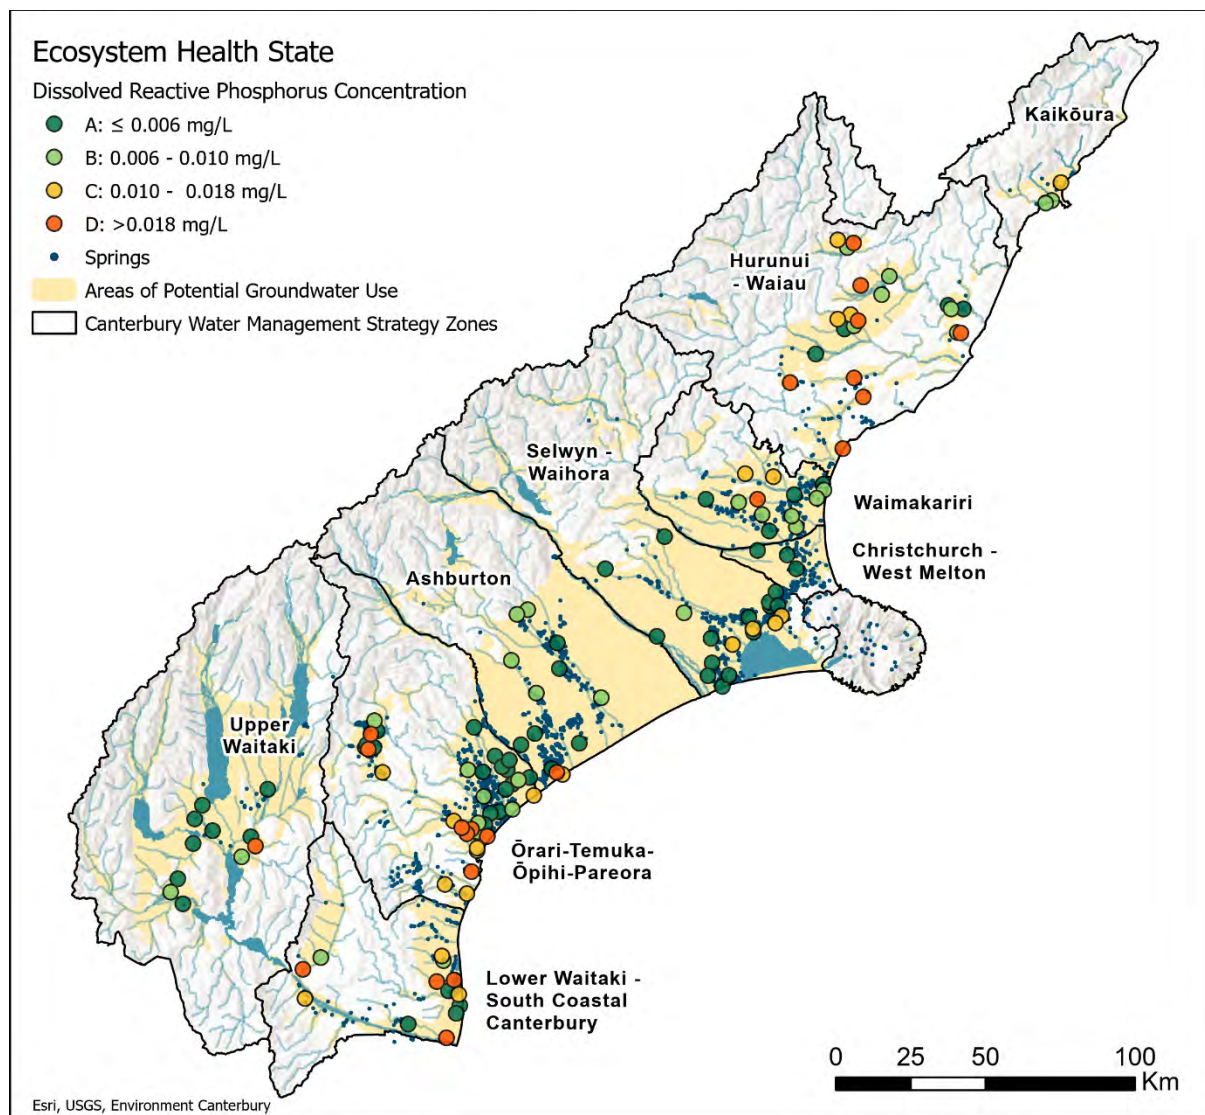 Ecosystem Health State
Dissolved Reactive Phosphorus Concentration
A: ≤ 0.006 mg/L
B: 0.006 - 0.010 mg/L
C: 0.010 - 0.018 mg/L
D: >0.018 mg/L
Springs
Areas of Potential Groundwater Use
Canterbury Water Management Strategy Zones
Kaikōura
Hurunui
- Waiau
Selwyn -
Waihora
Waimakariri
Christchurch -
West Melton
Ashburton
Upper
Waitaki
Ōrari-Temuka-
Ōpihi-Pareora
Lower Waitaki -
South Coastal
Canterbury
0 25 50 100
Km
Esri, USGS, Environment Canterbury